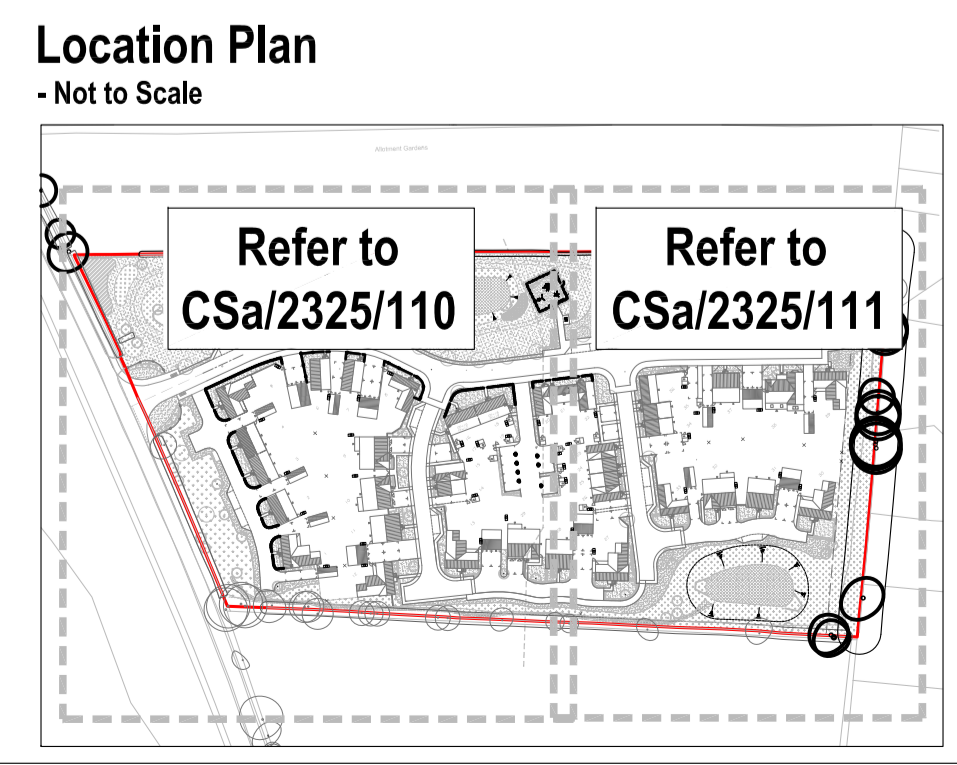 Location Plan
- Not to Scale
Allotment Gardens
Refer to
CSa/2325/110
Refer to
CSa/2325/111